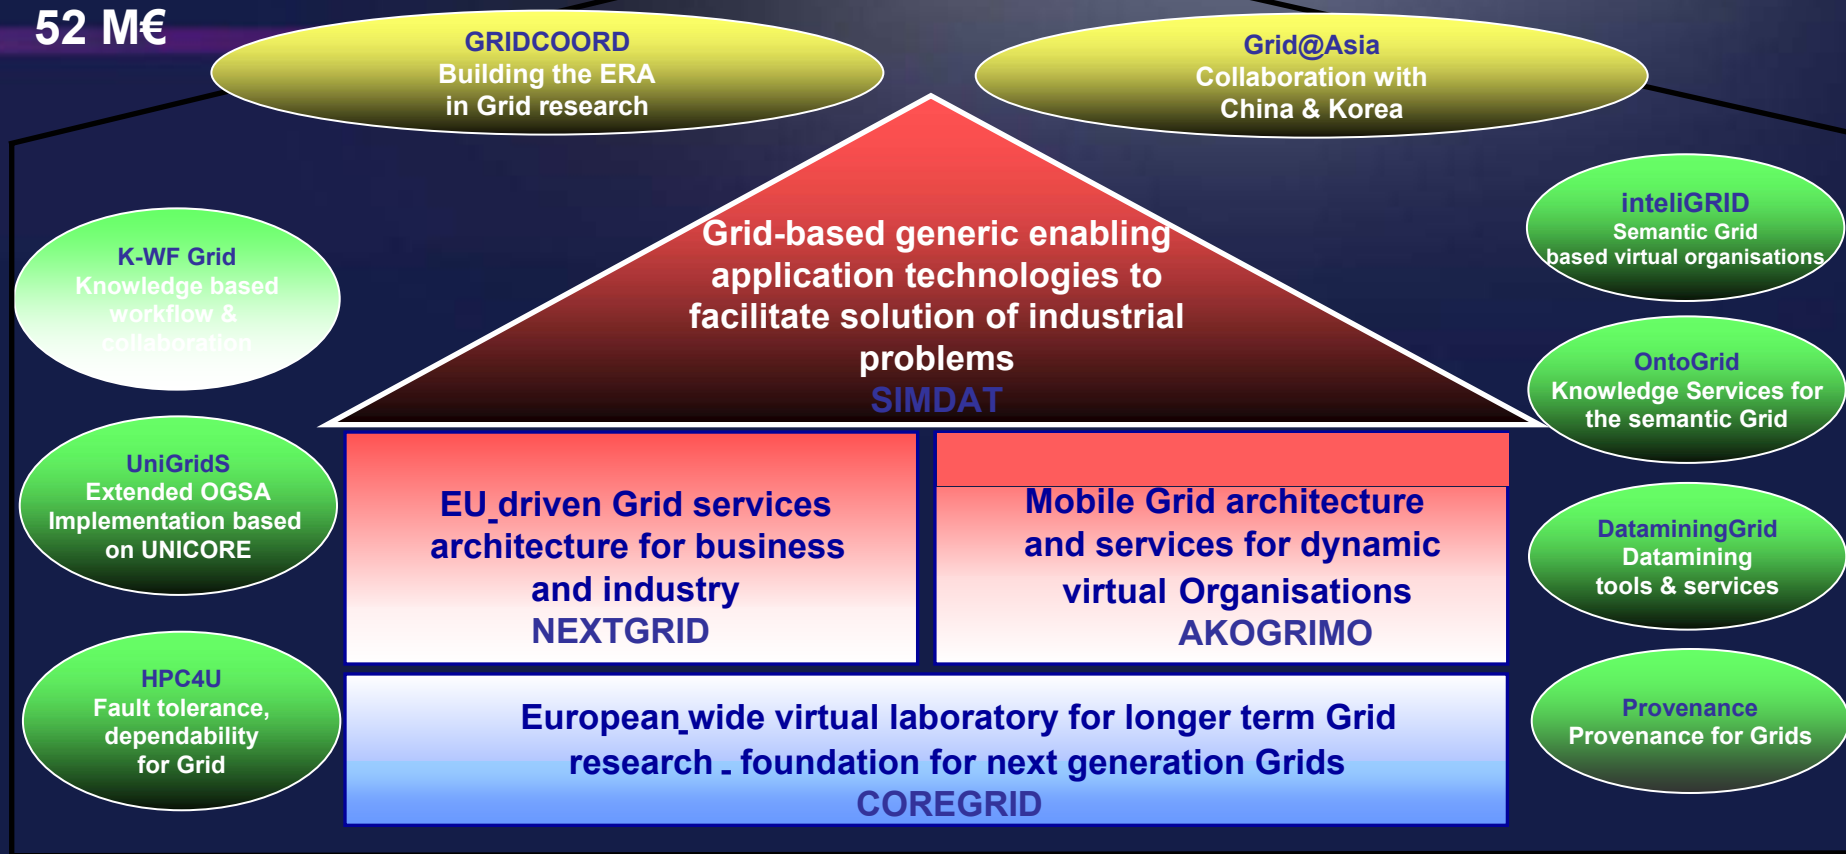 52 M€
GRIDCOORD
Building the ERA
in Grid research
Grid@Asia
Collaboration with
China & Korea
Grid-based generic enabling
application technologies to
facilitate solution of industrial
problems
SIMDAT
K-WF Grid
Knowledge based
workflow &
collaboration
UniGridS
Extended OGSA
Implementation based
on UNICORE
HPC4U
Fault tolerance,
dependability
for Grid
EU_driven Grid services
architecture for business
and industry
NEXTGRID
Mobile Grid architecture
and services for dynamic
virtual Organisations
AKOGRIMO
European_wide virtual laboratory for longer term Grid
research - foundation for next generation Grids
COREGRID
inteliGRID
Semantic Grid
based virtual organisations
OntoGrid
Knowledge Services for
the semantic Grid
DataminingGrid
Datamining
tools & services
Provenance
Provenance for Grids